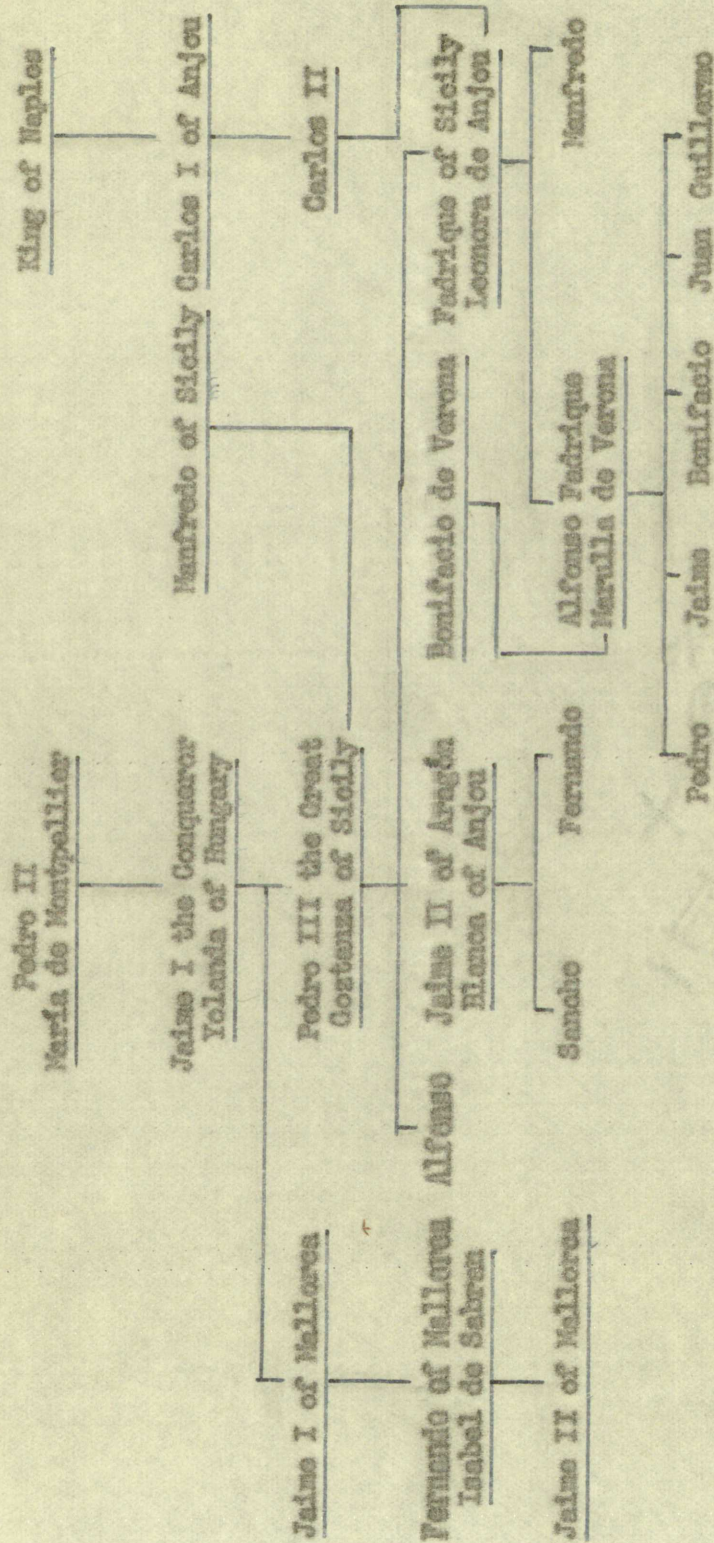 Pedro II
María de Montpellier
King of Naples
Jaime I the Conqueror
Yolanda of Hungary
Manfredo of Sicily
Carlos I of Anjou
Jaime I of Mallorca
Pedro III the Great
Costanza of Sicily
Carlos II
Fernando of Mallorca
Isabel de Sabran
Alfonso
Jaime II of Aragón
Blanca of Anjou
Bonifacio de Verona
Fadrique of Sicily
Leonora de Anjou
Jaime II of Mallorca
Sancho
Fernando
Alfonso Fadrique
Marulla de Verona
Manfredo
Pedro
Jaime
Bonifacio
Juan
Guillermo